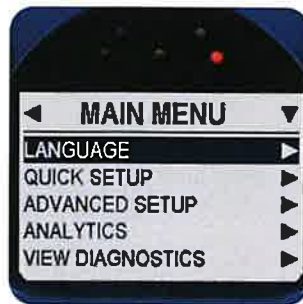 MAIN MENU
LANGUAGE
QUICK SETUP
ADVANCED SETUP
ANALYTICS
VIEW DIAGNOSTICS